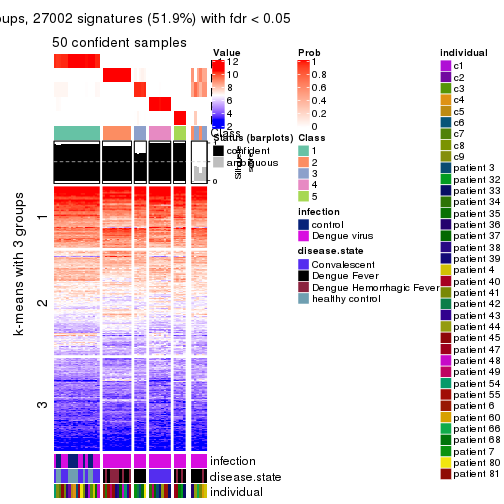 oups, 27002 signatures (51.9%) with fdr < 0.05
50 confident samples
Value
12
10
8
6
4
2
Prob
1
0.8
0.6
0.4
0.2
0
Class
Status (barplots)
confident
ambiguous
Silhouette
score
1
0
Class
1
2
3
4
5
infection
control
Dengue virus
disease.state
Convalescent
Dengue Fever
Dengue Hemorrhagic Fever
healthy control
individual
c1
c2
c3
c4
c5
c6
c7
c8
c9
patient 3
patient 32
patient 33
patient 34
patient 35
patient 36
patient 37
patient 38
patient 39
patient 4
patient 40
patient 41
patient 42
patient 43
patient 44
patient 45
patient 47
patient 48
patient 49
patient 54
patient 55
patient 6
patient 60
patient 66
patient 68
patient 7
patient 80
patient 81
k-means with 3 groups
1
2
3
infection
disease.state
individual